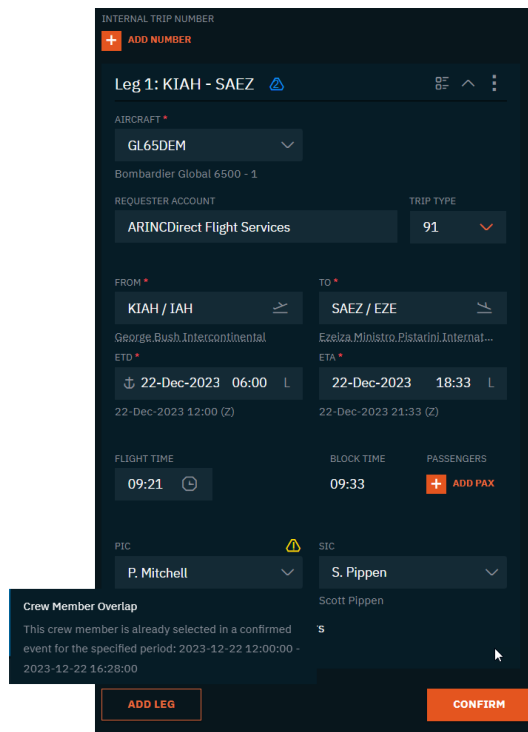 INTERNAL TRIP NUMBER
+ ADD NUMBER
Leg 1: KIAH - SAEZ
AIRCRAFT *
GL65DEM
Bombardier Global 6500 - 1
REQUESTER ACCOUNT TRIP TYPE
ARINCDirect Flight Services 91
FROM * TO *
KIAH / IAH SAEZ / EZE
George Bush Intercontinental Ezeiza Ministro Pistarini Internat...
ETD * ETA *
22-Dec-2023 06:00 L 22-Dec-2023 18:33 L
22-Dec-2023 12:00 (Z) 22-Dec-2023 21:33 (Z)
FLIGHT TIME BLOCK TIME PASSENGERS
09:21 09:33 + ADD PAX
PIC SIC
P. Mitchell S. Pippen
Scott Pippen
Crew Member Overlap
This crew member is already selected in a confirmed
event for the specified period: 2023-12-22 12:00:00 -
2023-12-22 16:28:00
ADD LEG CONFIRM